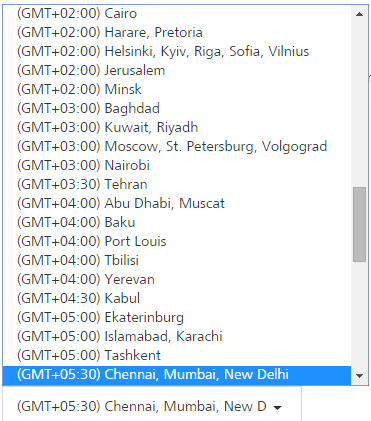 (GMT+02:00) Cairo
(GMT+02:00) Harare, Pretoria
(GMT+02:00) Helsinki, Kyiv, Riga, Sofia, Vilnius
(GMT+02:00) Jerusalem
(GMT+02:00) Minsk
(GMT+03:00) Baghdad
(GMT+03:00) Kuwait, Riyadh
(GMT+03:00) Moscow, St. Petersburg, Volgograd
(GMT+03:00) Nairobi
(GMT+03:30) Tehran
(GMT+04:00) Abu Dhabi, Muscat
(GMT+04:00) Baku
(GMT+04:00) Port Louis
(GMT+04:00) Tbilisi
(GMT+04:00) Yerevan
(GMT+04:30) Kabul
(GMT+05:00) Ekaterinburg
(GMT+05:00) Islamabad, Karachi
(GMT+05:00) Tashkent
(GMT+05:30) Chennai, Mumbai, New Delhi
(GMT+05:30) Chennai, Mumbai, New D